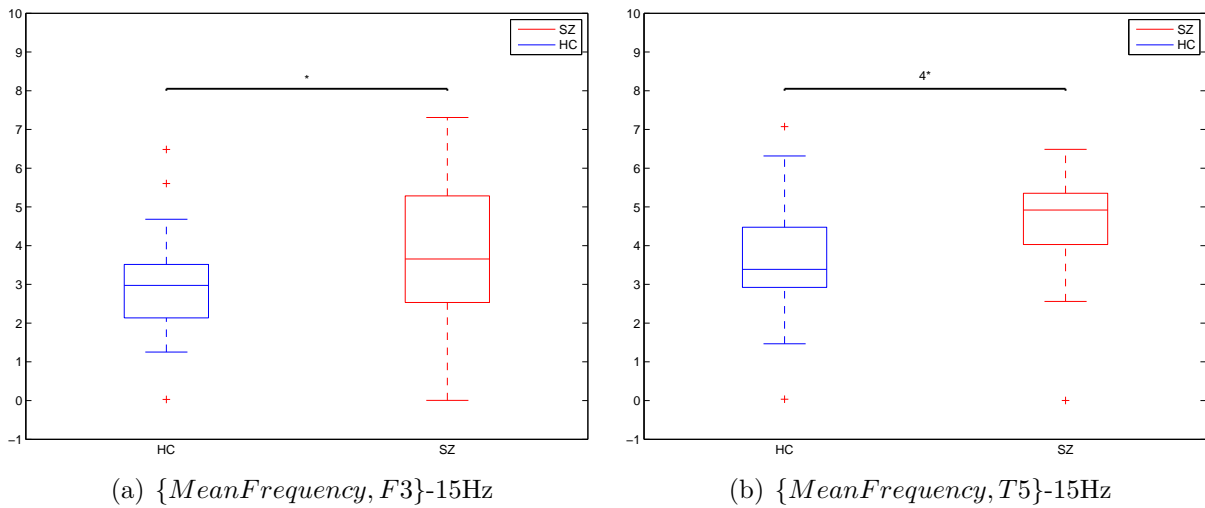 10
9
8
7
6
5
4
3
2
1
0
−1
HC
SZ
*
SZ
HC
(a) {MeanFrequency, F3}-15Hz
10
9
8
7
6
5
4
3
2
1
0
−1
HC
SZ
4*
SZ
HC
(b) {MeanFrequency, T5}-15Hz